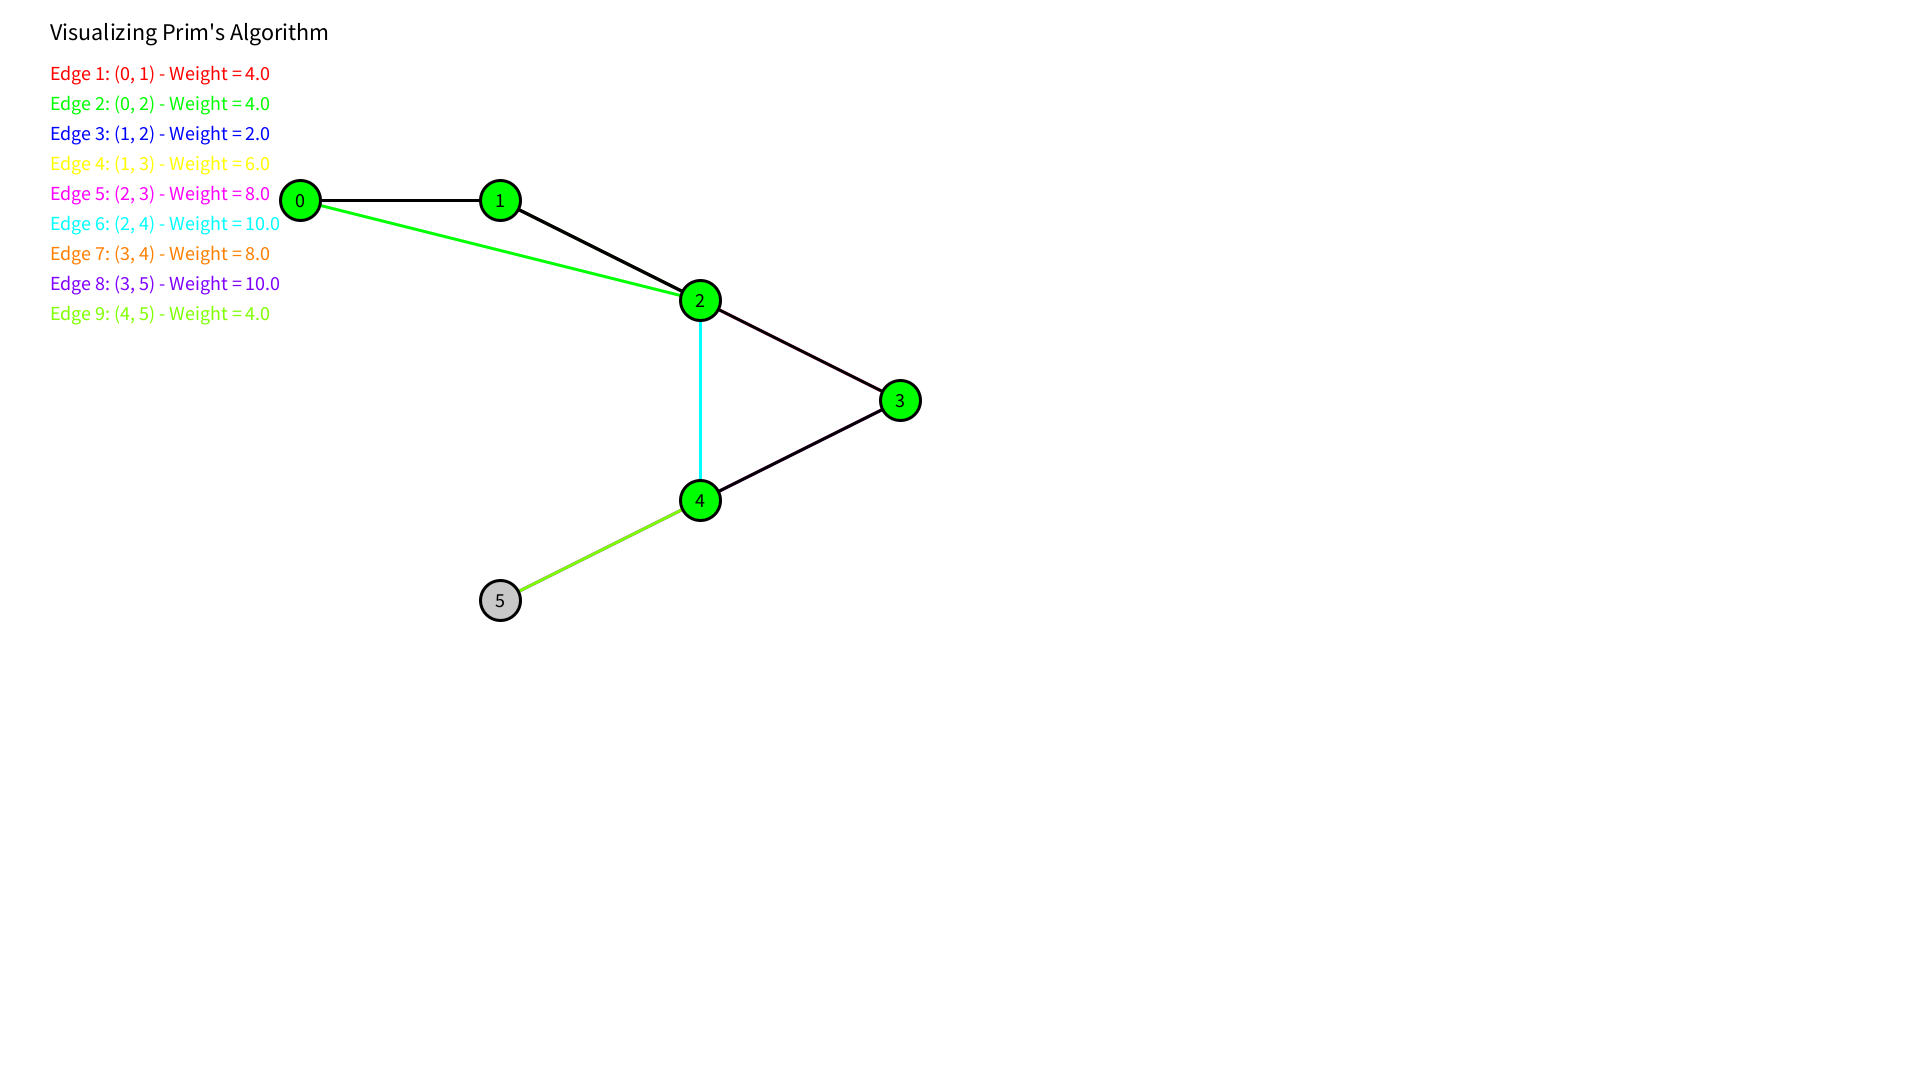 Visualizing Prim's Algorithm
Edge 1: (0, 1) - Weight = 4.0
Edge 2: (0, 2) - Weight = 4.0
Edge 3: (1, 2) - Weight = 2.0
Edge 4: (1, 3) - Weight = 6.0
Edge 5: (2, 3) - Weight = 8.0
Edge 6: (2, 4) - Weight = 10.0
Edge 7: (3, 4) - Weight = 8.0
Edge 8: (3, 5) - Weight = 10.0
Edge 9: (4, 5) - Weight = 4.0
0
1
2
3
4
5